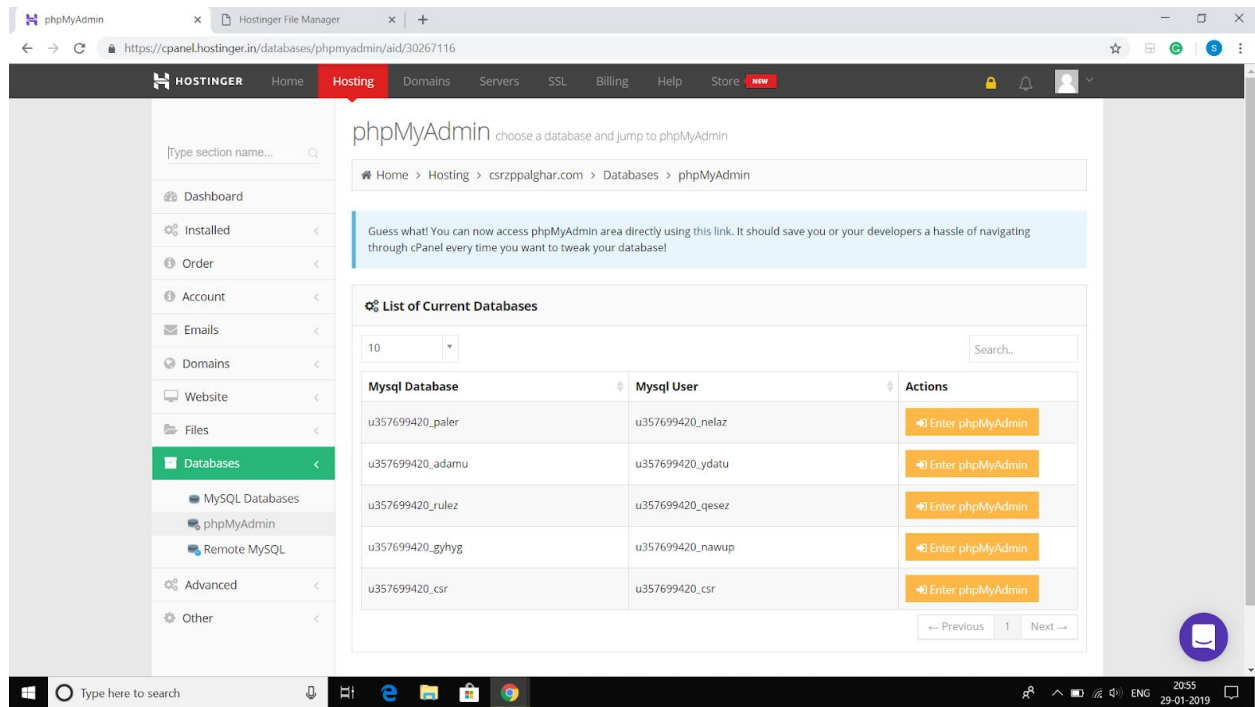 phpMyAdmin
Hostinger File Manager
https://cpanel.hostinger.in/databases/phpmyadmin/aid/30267116
S
HOSTINGER Home Hosting Domains Servers SSL Billing Help Store NEW
Type section name...
Dashboard
Installed
Order
Account
Emails
Domains
Website
Files
Databases
MySQL Databases
phpMyAdmin
Remote MySQL
Advanced
Other
phpMyAdmin choose a database and jump to phpMyAdmin
Home > Hosting > csrzppalghar.com > Databases > phpMyAdmin
Guess what! You can now access phpMyAdmin area directly using this link. It should save you or your developers a hassle of navigating
through cPanel every time you want to tweak your database!
List of Current Databases
10
Search..
Mysql Database Mysql User Actions
u357699420_paler u357699420_nelaz Enter phpMyAdmin
u357699420_adamu u357699420_ydatu Enter phpMyAdmin
u357699420_rulez u357699420_qesez Enter phpMyAdmin
u357699420_gyhyg u357699420_nawup Enter phpMyAdmin
u357699420_csr u357699420_csr Enter phpMyAdmin
← Previous 1 Next →
Type here to search
ENG
20:55
29-01-2019